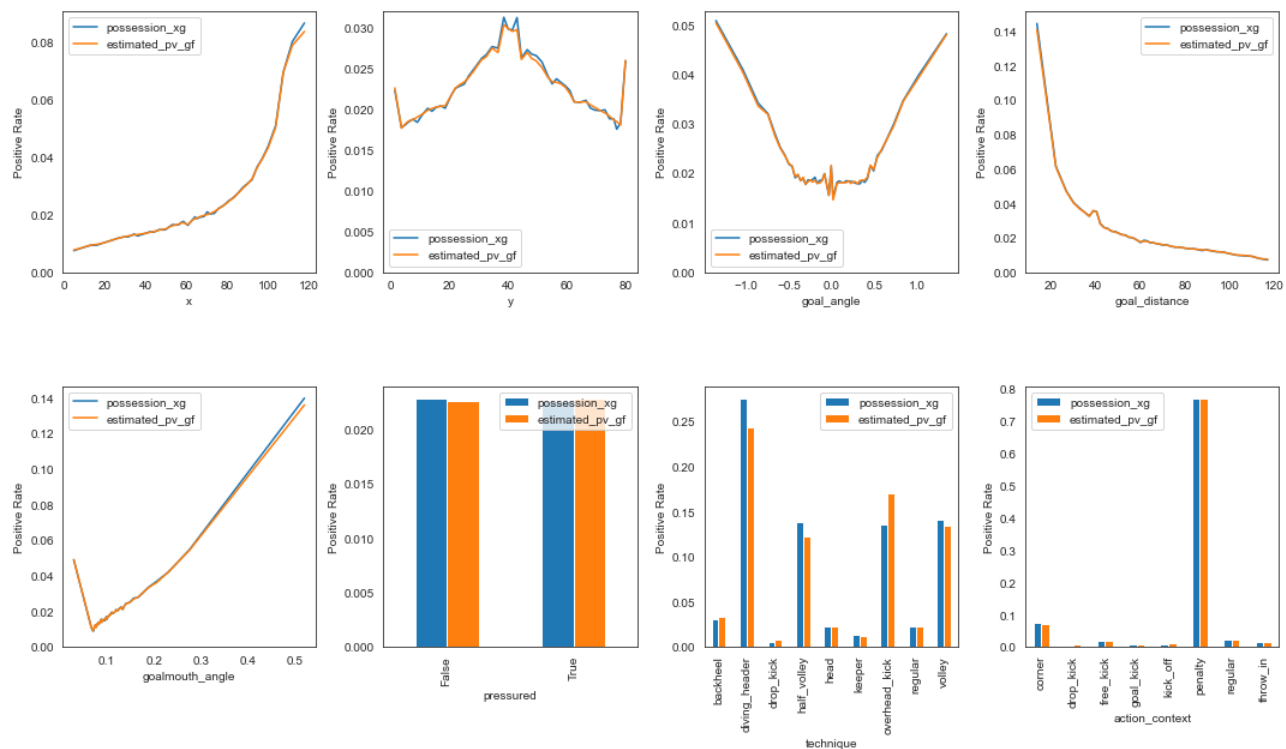 possession_xg
estimated_pv_gf
Positive Rate
0.08
0.06
0.04
0.02
0.00
0 20 40 60 80 100 120
x
possession_xg
estimated_pv_gf
Positive Rate
0.030
0.025
0.020
0.015
0.010
0.005
0.000
0 20 40 60 80
y
possession_xg
estimated_pv_gf
Positive Rate
0.05
0.04
0.03
0.02
0.01
0.00
−1.0 −0.5 0.0 0.5 1.0
goal_angle
possession_xg
estimated_pv_gf
Positive Rate
0.14
0.12
0.10
0.08
0.06
0.04
0.02
0.00
20 40 60 80 100 120
goal_distance
possession_xg
estimated_pv_gf
Positive Rate
0.14
0.12
0.10
0.08
0.06
0.04
0.02
0.00
0.1 0.2 0.3 0.4 0.5
goalmouth_angle
possession_xg
estimated_pv_gf
Positive Rate
0.020
0.015
0.010
0.005
0.000
False
True
pressured
possession_xg
estimated_pv_gf
Positive Rate
0.25
0.20
0.15
0.10
0.05
0.00
backheel
diving_header
drop_kick
half_volley
head
keeper
overhead_kick
regular
volley
technique
possession_xg
estimated_pv_gf
Positive Rate
0.8
0.7
0.6
0.5
0.4
0.3
0.2
0.1
0.0
corner
drop_kick
free_kick
goal_kick
kick_off
penalty
regular
throw_in
action_context